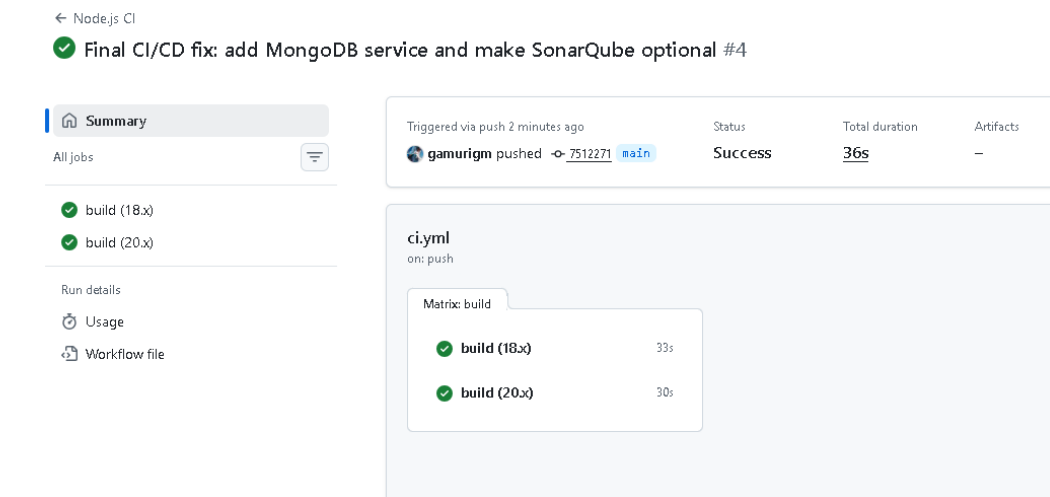 ← Node.js CI
Final CI/CD fix: add MongoDB service and make SonarQube optional #4
Summary
All jobs
build (18.x)
build (20.x)
Run details
Usage
Workflow file
Triggered via push 2 minutes ago
gamurigm pushed 7512271 main
Status
Success
Total duration
36s
Artifacts
–
ci.yml
on: push
Matrix: build
build (18.x) 33s
build (20.x) 30s